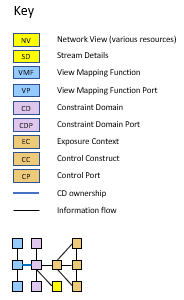 Key
NV Network View (various resources)
SD Stream Details
VMF View Mapping Function
VP View Mapping Function Port
CD Constraint Domain
CDP Constraint Domain Port
EC Exposure Context
CC Control Construct
CP Control Port
CD ownership
Information flow